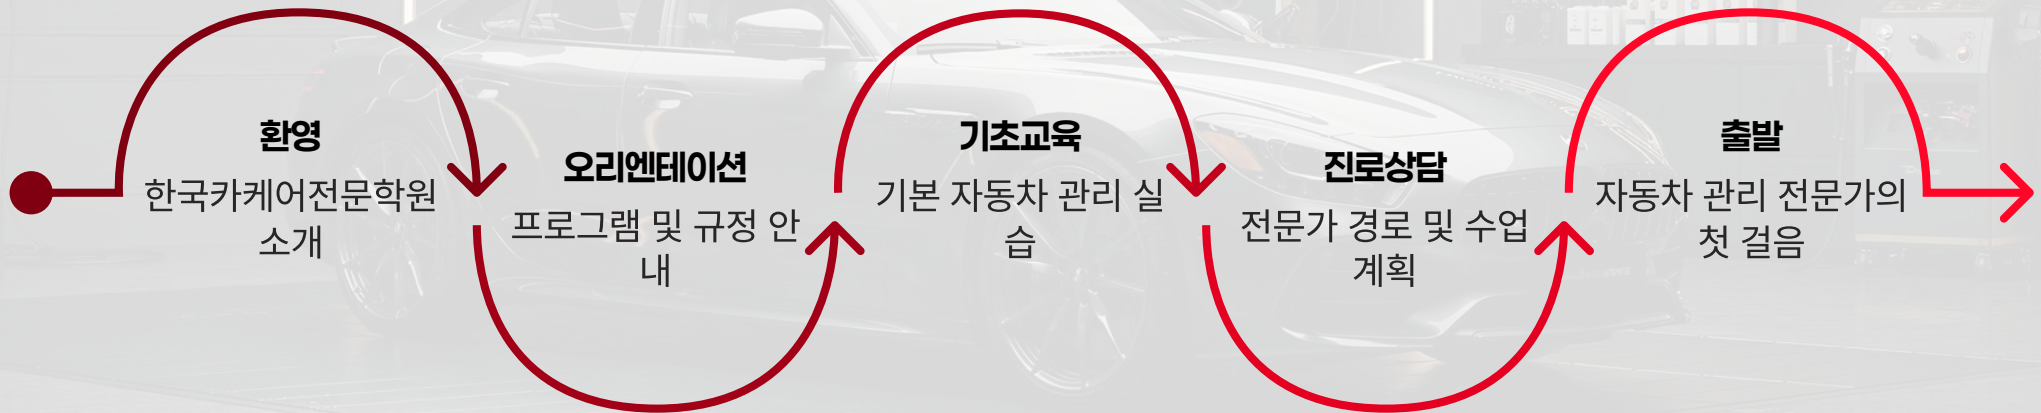 환영
한국카케어전문학원
소개
오리엔테이션
프로그램 및 규정 안
내
기초교육
기본 자동차 관리 실
습
진로상담
전문가 경로 및 수업
계획
출발
자동차 관리 전문가의
첫 걸음